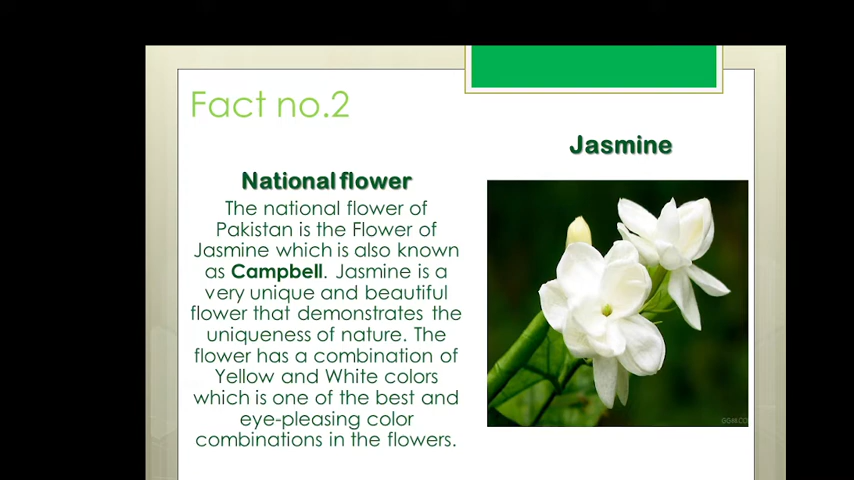 Fact no.2
Jasmine
National flower
The national flower of
Pakistan is the Flower of
Jasmine which is also known
as Campbell. Jasmine is a
very unique and beautiful
flower that demonstrates the
uniqueness of nature. The
flower has a combination of
Yellow and White colors
which is one of the best and
eye-pleasing color
combinations in the flowers.